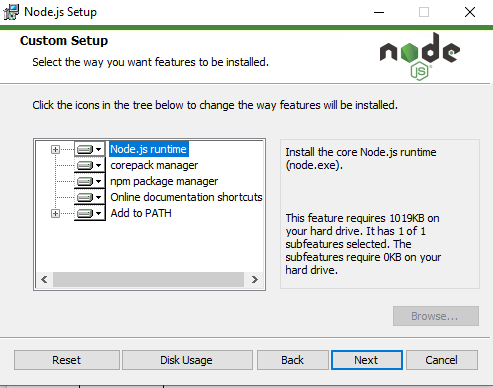 Node.js Setup
Custom Setup
Select the way you want features to be installed.
node
JS
Click the icons in the tree below to change the way features will be installed.
Node.js runtime
corepack manager
npm package manager
Online documentation shortcuts
Add to PATH
Install the core Node.js runtime
(node.exe).
This feature requires 1019KB on
your hard drive. It has 1 of 1
subfeatures selected. The
subfeatures require 0KB on your
hard drive.
Browse...
Reset
Disk Usage
Back
Next
Cancel